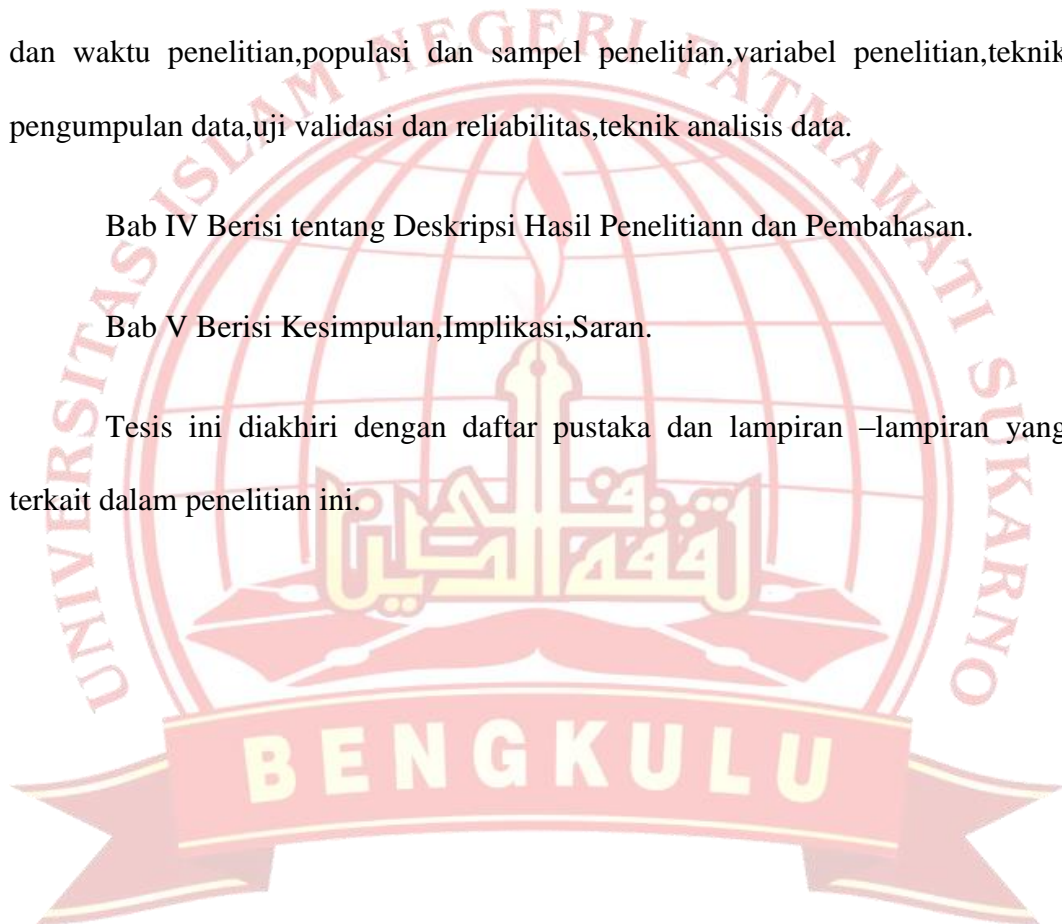 dan waktu penelitian,populasi dan sampel penelitian,variabel penelitian,teknik
pengumpulan data,uji validasi dan reliabilitas,teknik analisis data.
Bab IV Berisi tentang Deskripsi Hasil Penelitiann dan Pembahasan.
Bab V Berisi Kesimpulan,Implikasi,Saran.
Tesis ini diakhiri dengan daftar pustaka dan lampiran –lampiran yang
terkait dalam penelitian ini.
UNIVERSITAS ISLAM NEGERI FATMAWATI SUKARNO
BENGKULU